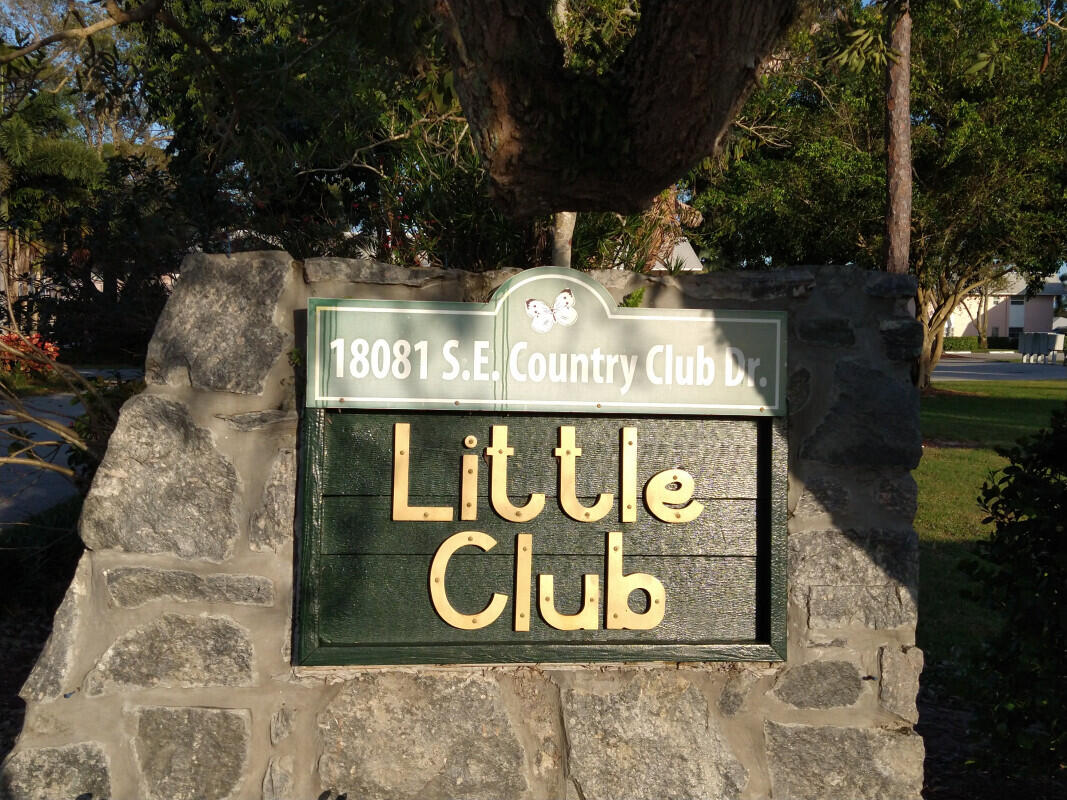 18081 S.E. Country Club Dr.
Little
Club